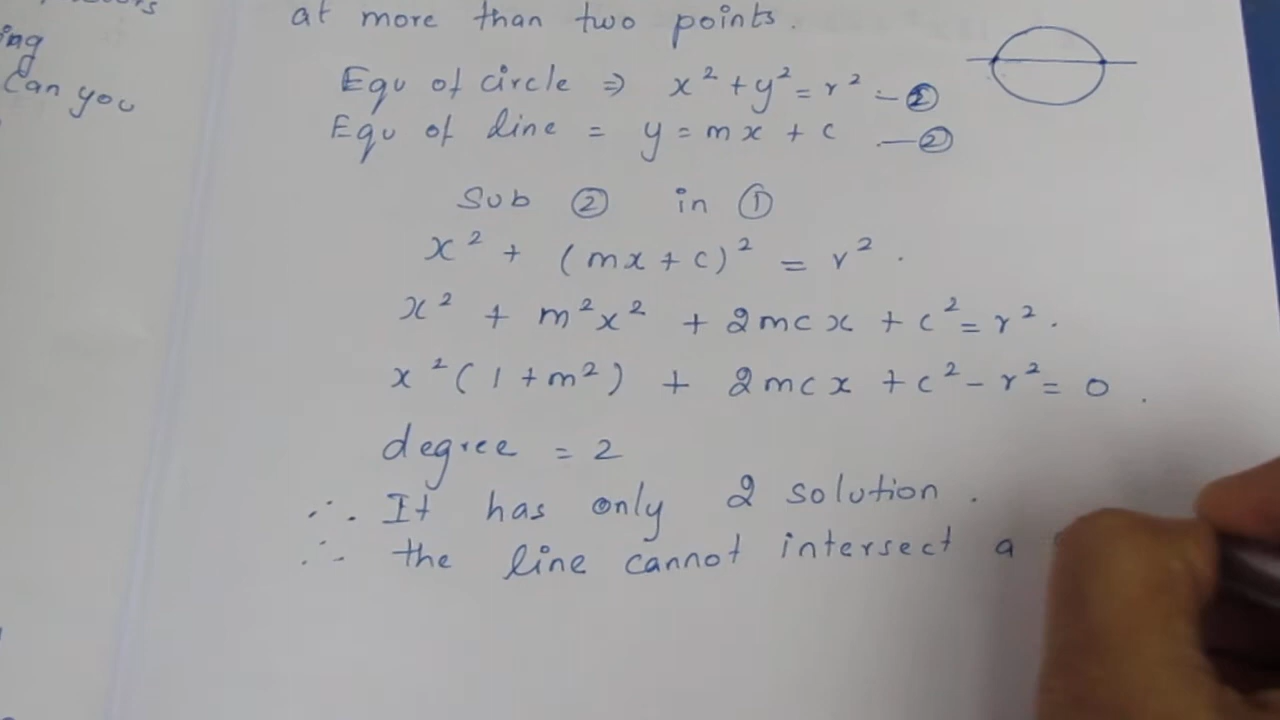 ing
Can you
at more than two points.
Equ of circle ⇒ x² + y² = r² - ①
Equ of line = y = mx + c - ②
Sub ② in ①
x² + (mx + c)² = r².
x² + m²x² + 2mcx + c² = r².
x²(1 + m²) + 2mcx + c² - r² = 0.
degree = 2
∴ It has only 2 solution.
∴ the line cannot intersect a